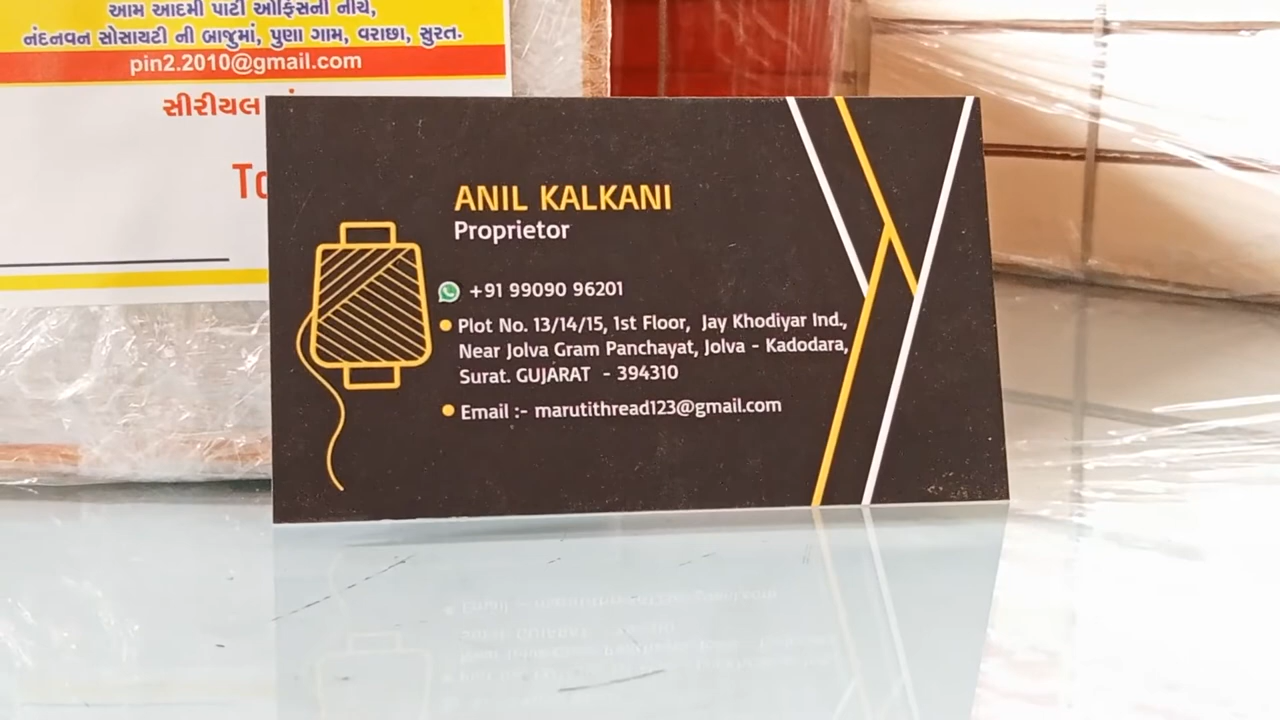 આમ આદમી પાર્ટી ઓફિસની નીચે,
નંદનવન સોસાયટી ની બાજુમાં, પુણા ગામ, વરાછા, સુરત.
pin2.2010@gmail.com
સીરીયલ
ANIL KALKANI
Proprietor
+91 99090 96201
Plot No. 13/14/15, 1st Floor, Jay Khodiyar Ind.,
Near Jolva Gram Panchayat, Jolva - Kadodara,
Surat. GUJARAT - 394310
Email :- marutithread123@gmail.com